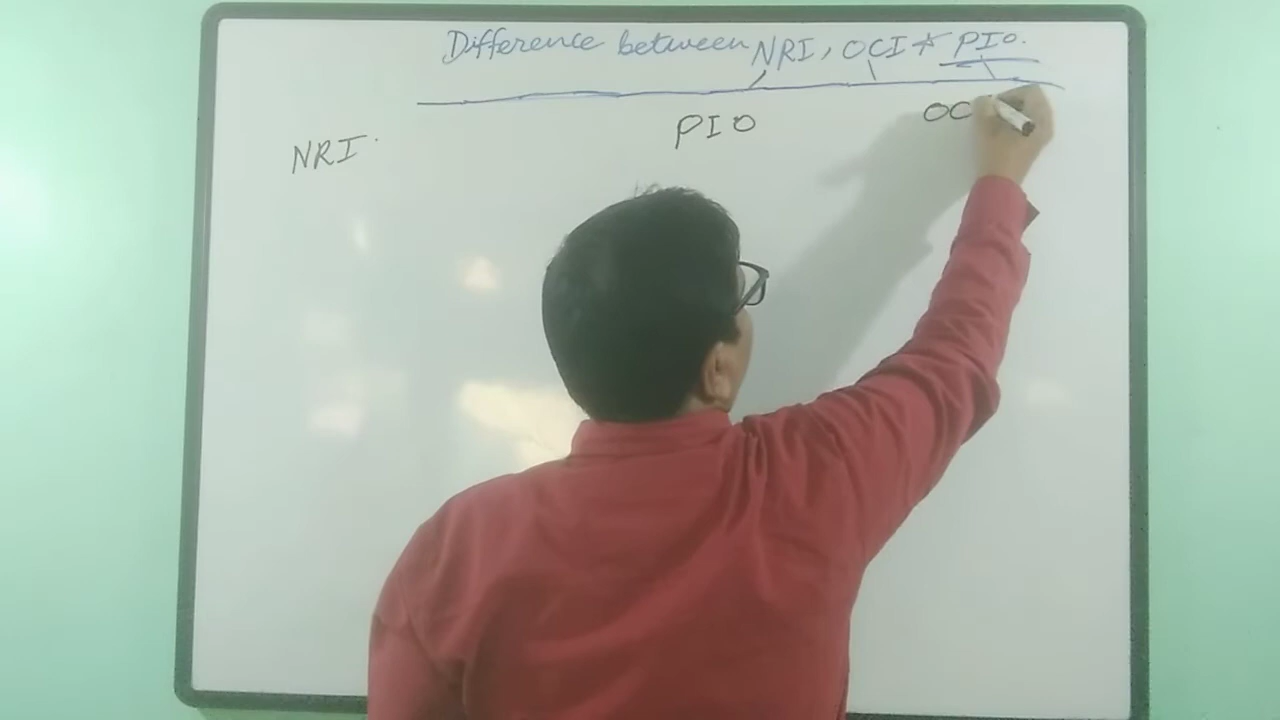 Difference between NRI, OCI & PIO.
NRI. PIO OC